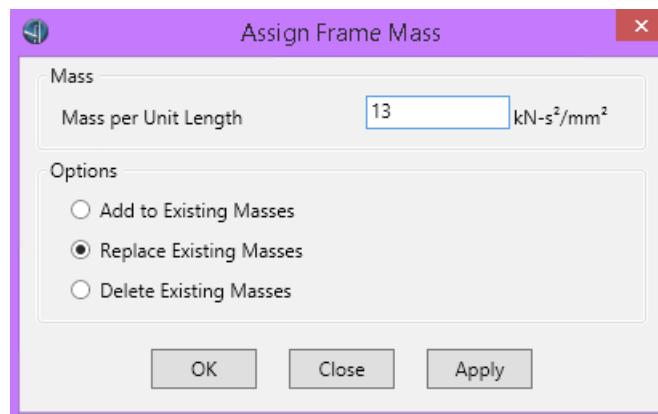 Assign Frame Mass
Mass
Mass per Unit Length 13 kN-s²/mm²
Options
Add to Existing Masses
Replace Existing Masses
Delete Existing Masses
OK Close Apply